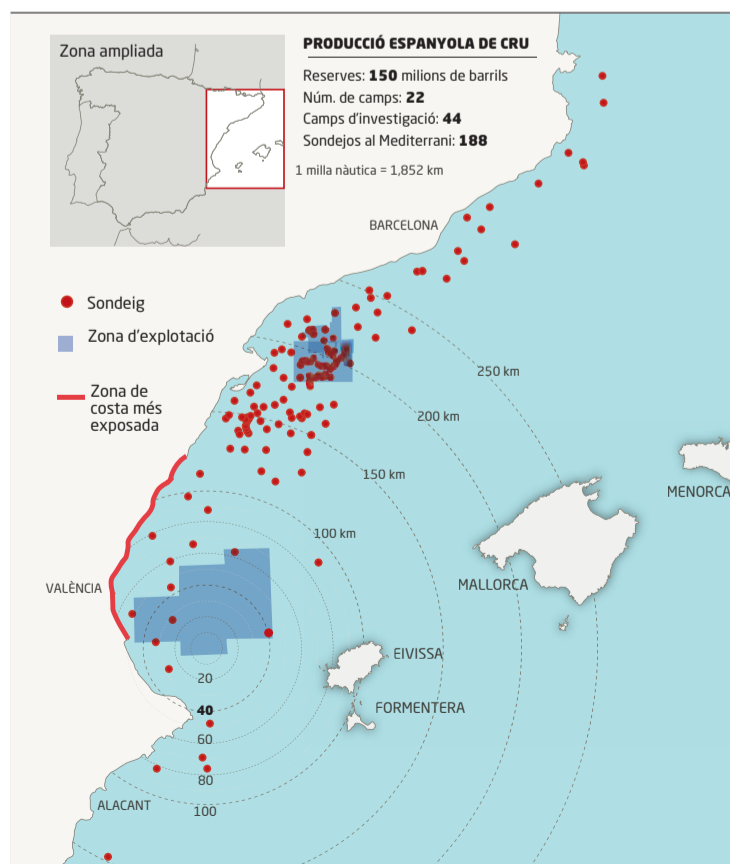 Zona ampliada
PRODUCCIÓ ESPANYOLA DE CRU
Reserves: 150 milions de barrils
Núm. de camps: 22
Camps d'investigació: 44
Sondejos al Mediterrani: 188
1 milla nàutica = 1,852 km
BARCELONA
Sondeig
Zona d'explotació
Zona de
costa més
exposada
250 km
200 km
150 km
100 km
MENORCA
MALLORCA
VALÈNCIA
EIVISSA
FORMENTERA
20
40
60
80
100
ALACANT